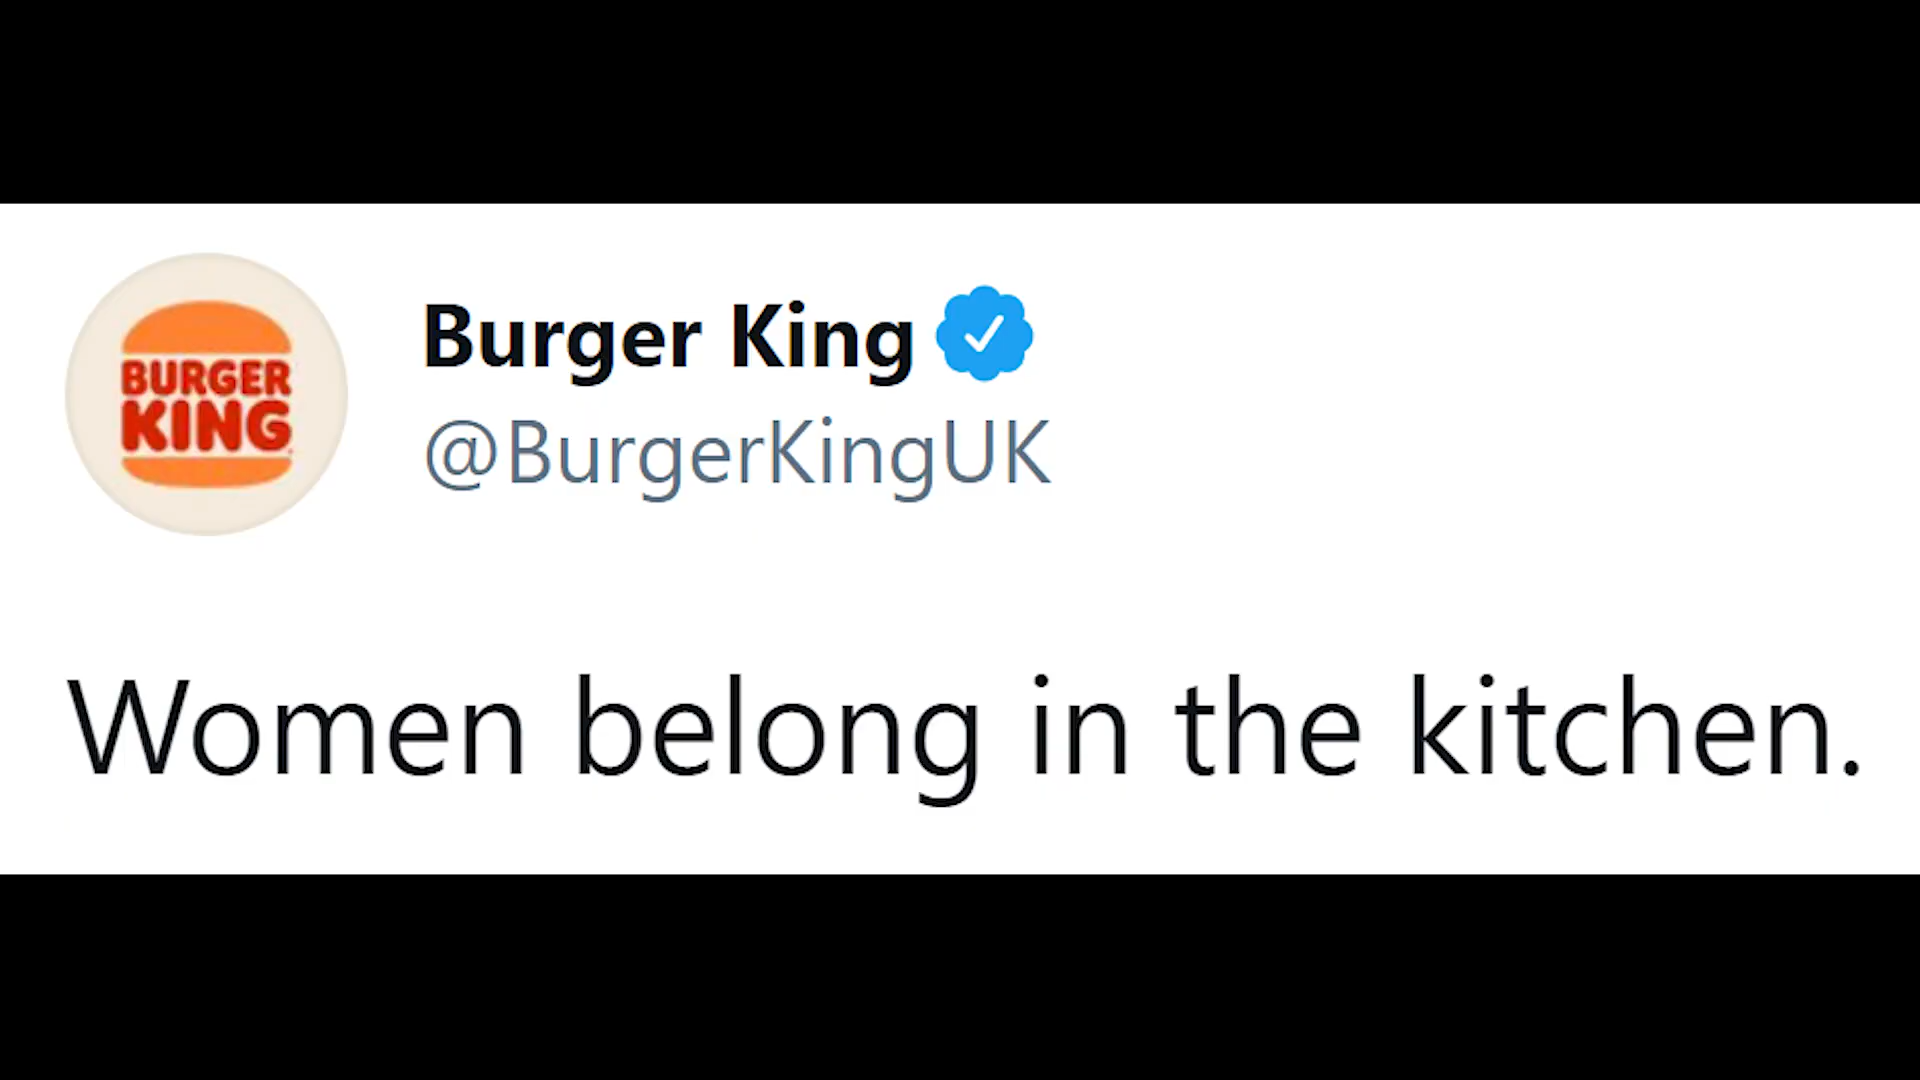 BURGER
KING
Burger King
@BurgerKingUK
Women belong in the kitchen.